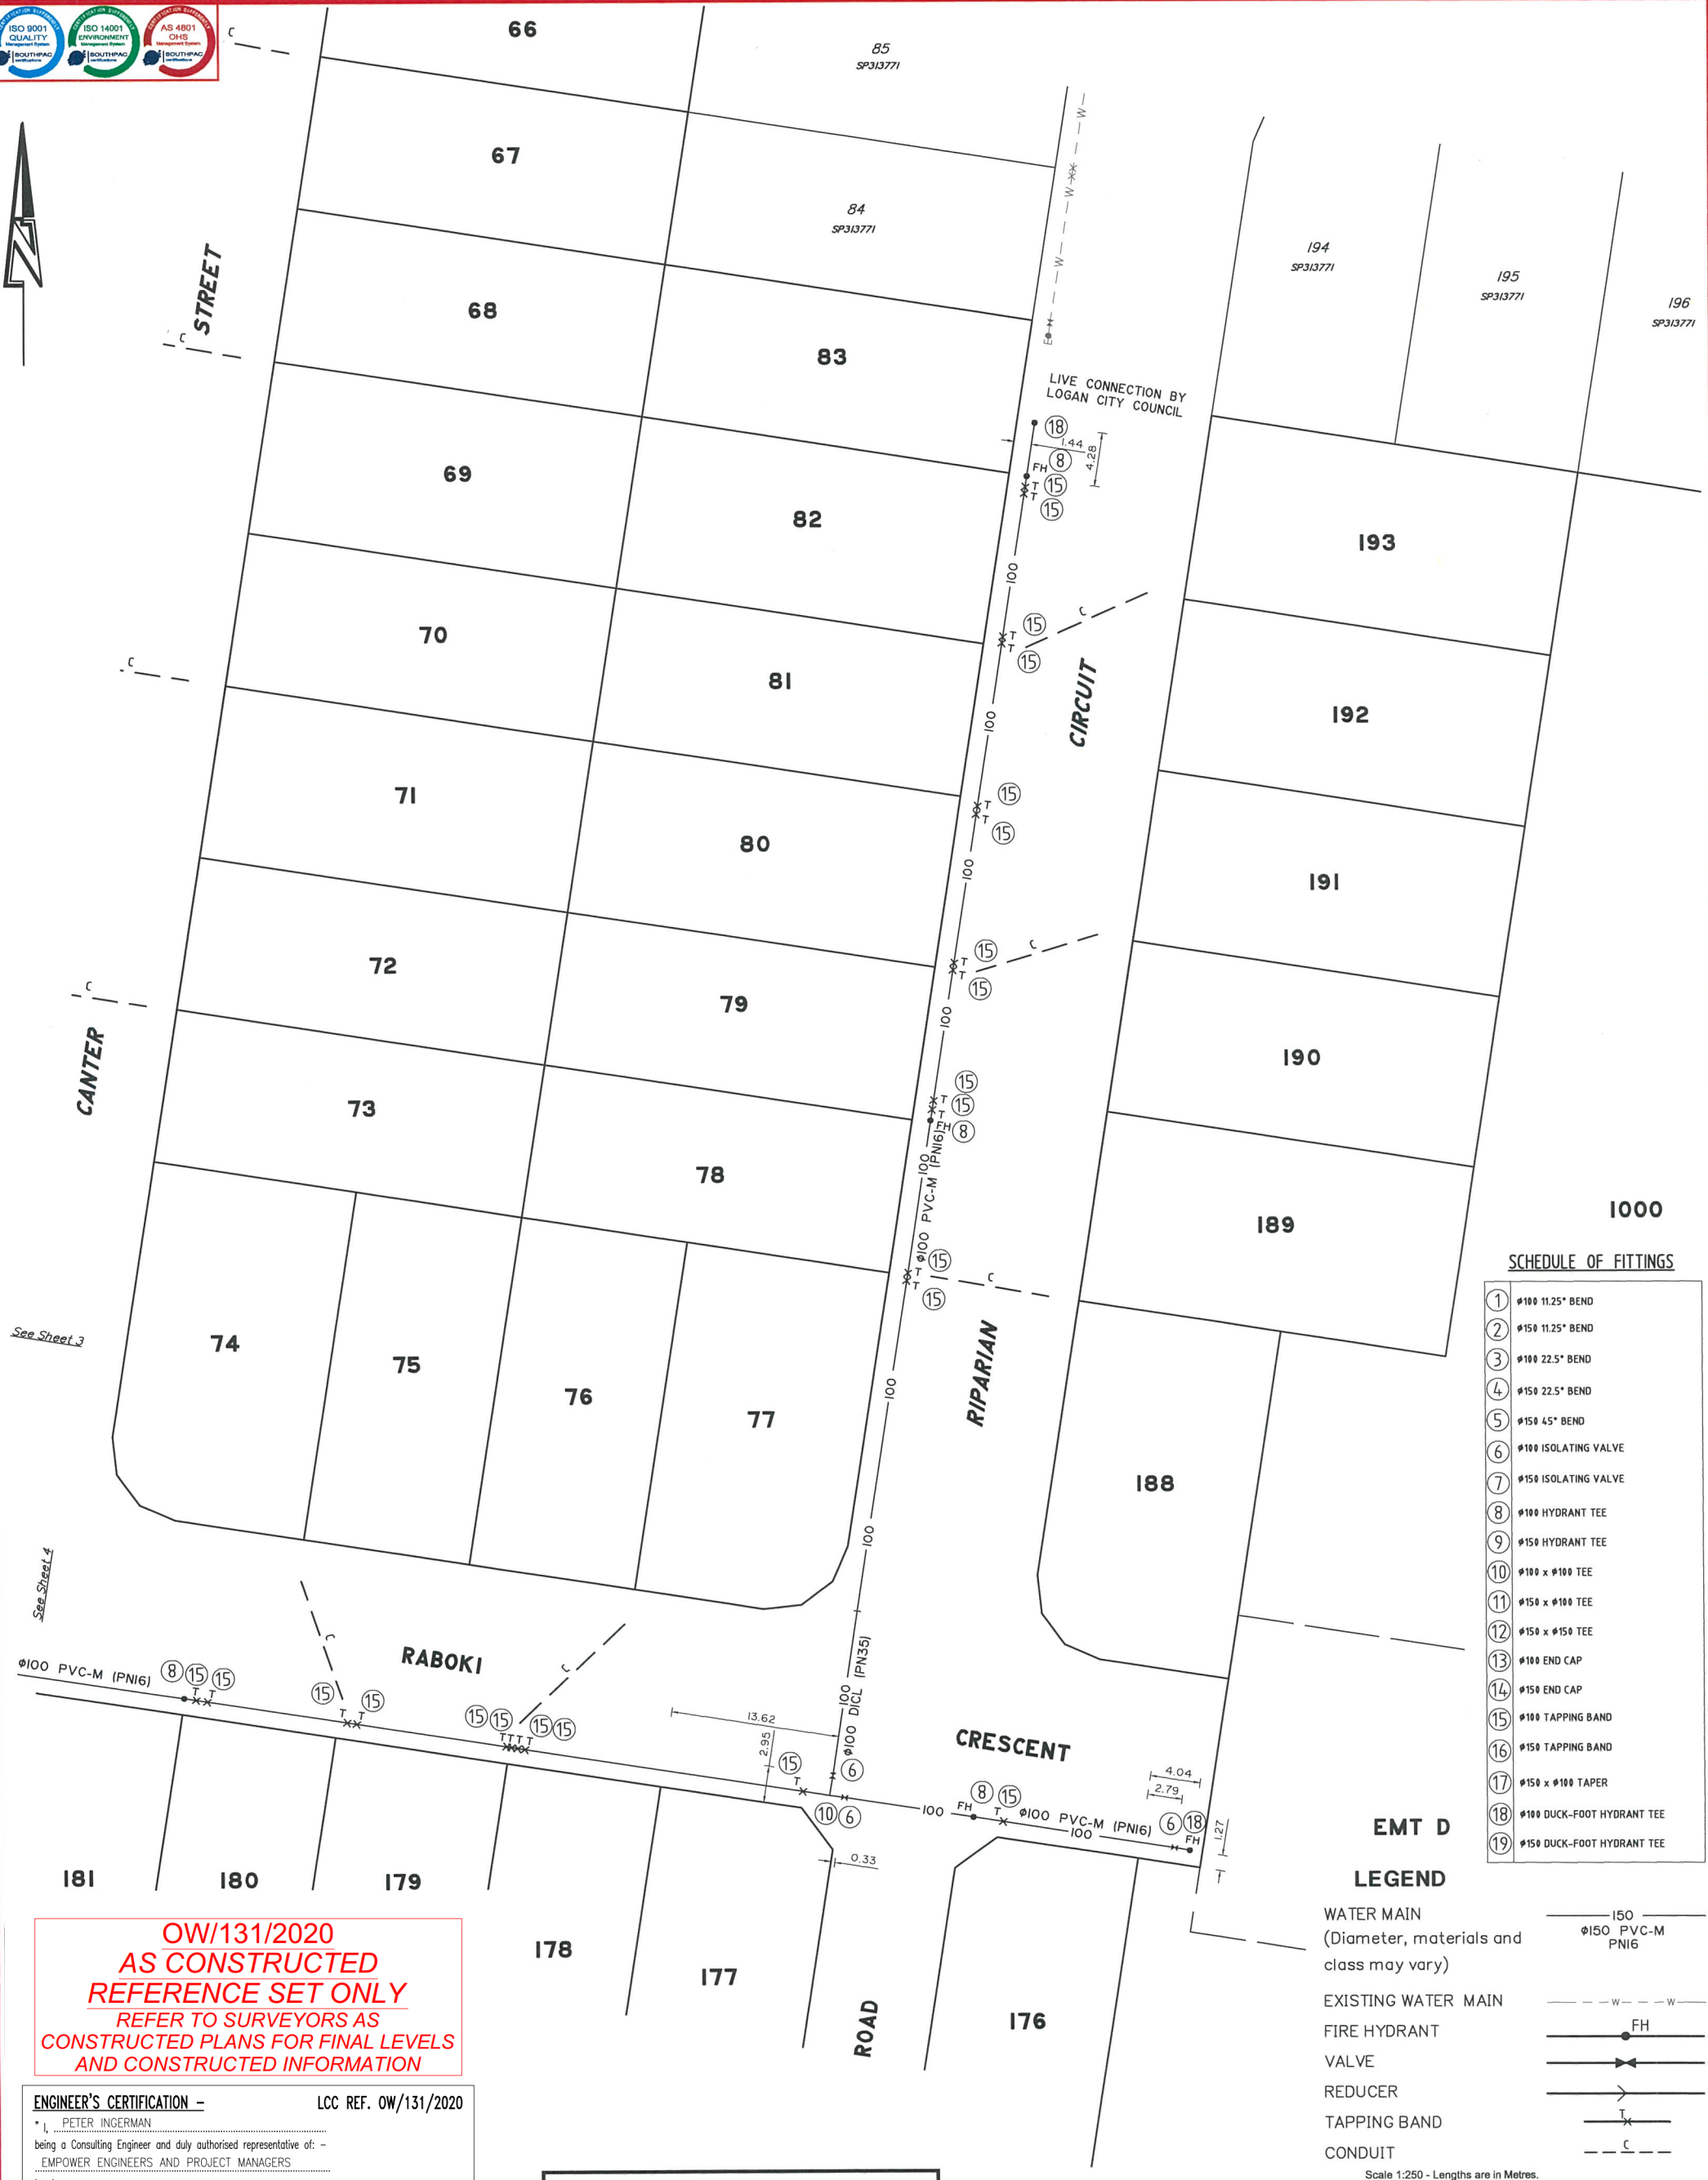 ISO 9001
QUALITY
Management System
SOUTHPAC
certifications
ISO 14001
ENVIRONMENT
Management System
SOUTHPAC
certifications
AS 4801
OHS
Management System
SOUTHPAC
certifications
C
66
85
SP313771
W
67
W
84
SP313771
194
SP313771
195
SP313771
196
SP313771
W
STREET
68
C
83
E
LIVE CONNECTION BY
LOGAN CITY COUNCIL
18
1.44
4.28
FH 8
T 15
T 15
69
82
193
100
70
T 15
T 15
C
C
81
CIRCUIT
192
100
71
T 15
T 15
80
100
191
72
T 15
T 15
C
C
79
100
190
CANTER
73
15
T 15
T
FH 8
78
100
ø100 PVC-M (PN16)
189
1000
T 15
T 15
C
SCHEDULE OF FITTINGS
1 ø100 11.25° BEND
2 ø150 11.25° BEND
3 ø100 22.5° BEND
4 ø150 22.5° BEND
5 ø150 45° BEND
6 ø100 ISOLATING VALVE
7 ø150 ISOLATING VALVE
8 ø100 HYDRANT TEE
9 ø150 HYDRANT TEE
10 ø100 x ø100 TEE
11 ø150 x ø100 TEE
12 ø150 x ø150 TEE
13 ø100 END CAP
14 ø150 END CAP
15 ø100 TAPPING BAND
16 ø150 TAPPING BAND
17 ø150 x ø100 TAPER
18 ø100 DUCK-FOOT HYDRANT TEE
19 ø150 DUCK-FOOT HYDRANT TEE
See Sheet 3
74
75
76
77
100
RIPARIAN
188
100
See Sheet 4
C
C
RABOKI
ø100 PVC-M (PN16)
8 15 15
T T
15 15
T T
15 15 15 15
T T T T
100
ø100 DICL (PN35)
13.62
2.95
15
T
6
10 6
CRESCENT
100
FH
8 15
T
ø100 PVC-M (PN16)
100
4.04
2.79
6 18
FH
1.27
0.33
EMT D
181
180
179
178
177
ROAD
176
LEGEND
WATER MAIN
(Diameter, materials and
class may vary)
150
ø150 PVC-M
PN16
EXISTING WATER MAIN
W W
FIRE HYDRANT
FH
VALVE
REDUCER
TAPPING BAND
T
CONDUIT
C
Scale 1:250 - Lengths are in Metres.
OW/131/2020
AS CONSTRUCTED
REFERENCE SET ONLY
REFER TO SURVEYORS AS
CONSTRUCTED PLANS FOR FINAL LEVELS
AND CONSTRUCTED INFORMATION
ENGINEER'S CERTIFICATION – LCC REF. OW/131/2020
* I, PETER INGERMAN
being a Consulting Engineer and duly authorised representative of: –
EMPOWER ENGINEERS AND PROJECT MANAGERS